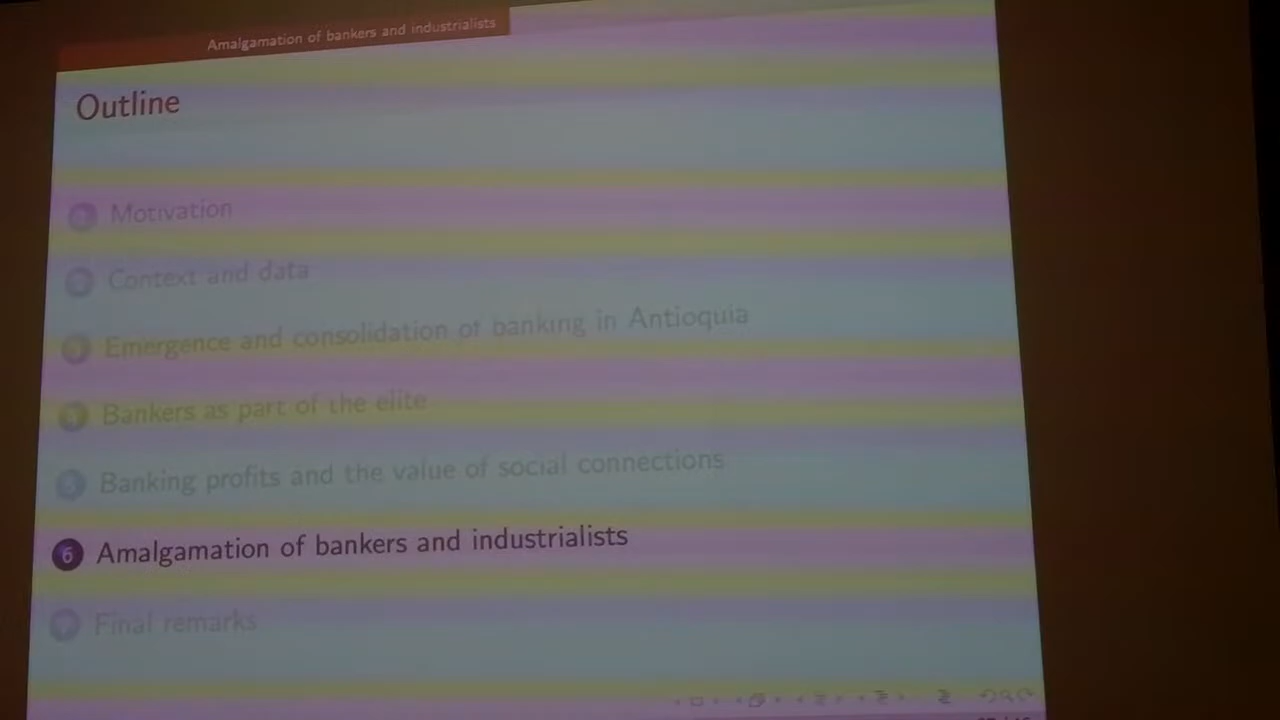 Amalgamation of bankers and industrialists
Outline
Motivation
Context and data
Emergence and consolidation of banking in Antioquia
Bankers as part of the elite
Banking profits and the value of social connections
6 Amalgamation of bankers and industrialists
Final remarks